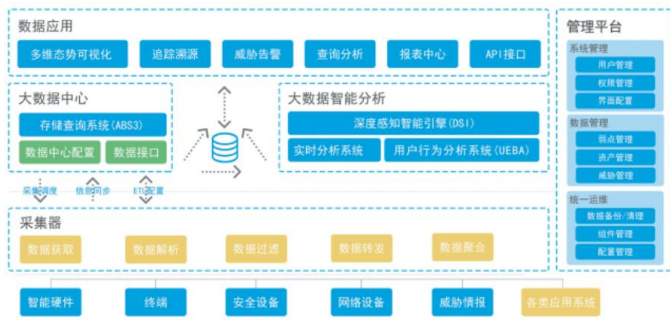 数据应用
多维态势可视化
追踪溯源
威胁告警
查询分析
报表中心
API接口
大数据中心
存储查询系统(ABS3)
数据中心配置
数据接口
大数据智能分析
深度感知智能引擎(DSI)
实时分析系统
用户行为分析系统(UEBA)
采集调度
信息同步
ETL配置
采集器
数据获取
数据解析
数据过滤
数据转发
数据聚合
智能硬件
终端
安全设备
网络设备
威胁情报
各类应用系统
管理平台
系统管理
用户管理
权限管理
界面配置
数据管理
弱点管理
资产管理
威胁管理
统一运维
数据备份/清理
组件管理
配置管理